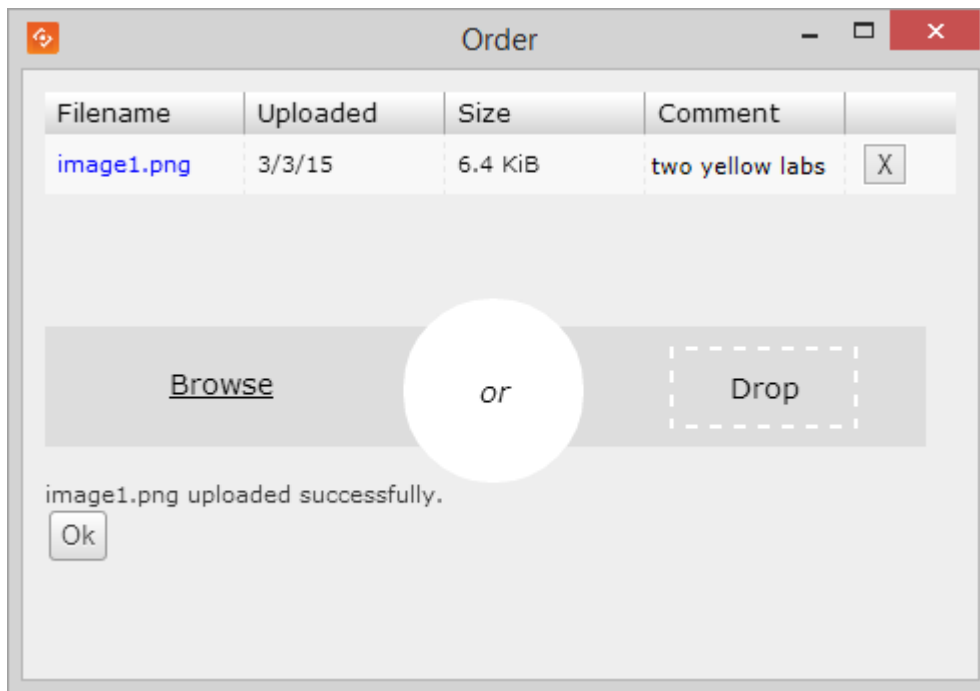 Order
Filename Uploaded Size Comment
image1.png 3/3/15 6.4 KiB two yellow labs X
Browse or Drop
image1.png uploaded successfully.
Ok